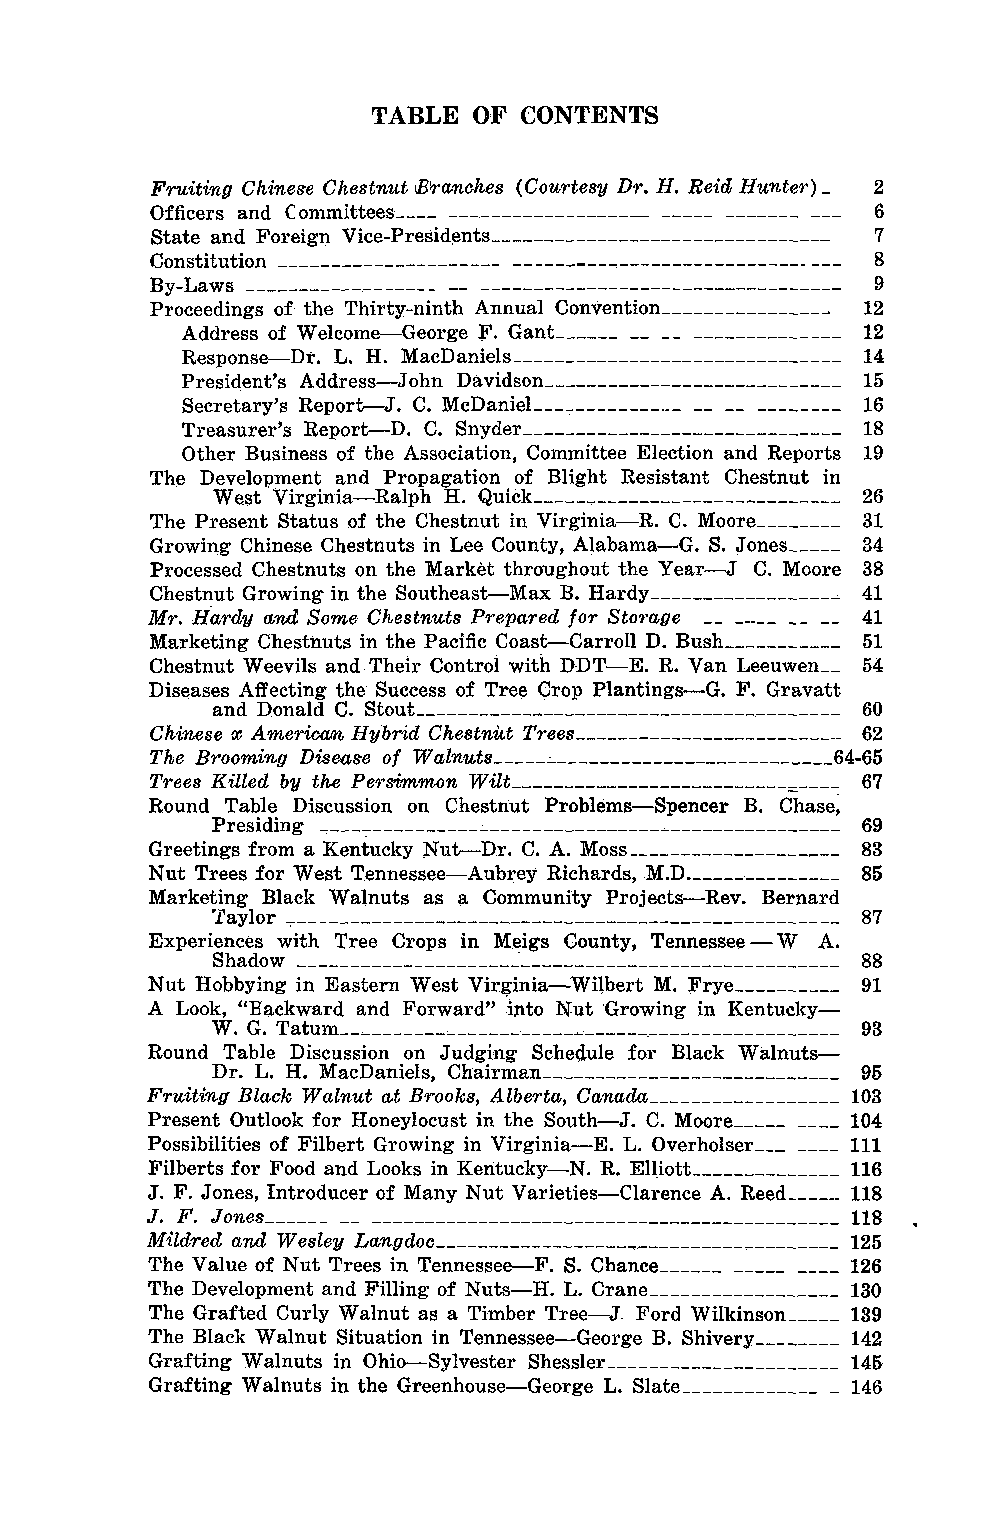 TABLE OF CONTENTS
Fruiting Chinese Chestnut Branches (Courtesy Dr. H. Reid Hunter) 2
Officers and Committees 6
State and Foreign Vice-Presidents 7
Constitution 8
By-Laws 9
Proceedings of the Thirty-ninth Annual Convention 12
Address of Welcome—George F. Gant 12
Response—Dr. L. H. MacDaniels 14
President's Address—John Davidson 15
Secretary's Report—J. C. McDaniel 16
Treasurer's Report—D. C. Snyder 18
Other Business of the Association, Committee Election and Reports 19
The Development and Propagation of Blight Resistant Chestnut in
West Virginia—Ralph H. Quick 26
The Present Status of the Chestnut in Virginia—R. C. Moore 31
Growing Chinese Chestnuts in Lee County, Alabama—G. S. Jones 34
Processed Chestnuts on the Market throughout the Year—J C. Moore 38
Chestnut Growing in the Southeast—Max B. Hardy 41
Mr. Hardy and Some Chestnuts Prepared for Storage 41
Marketing Chestnuts in the Pacific Coast—Carroll D. Bush 51
Chestnut Weevils and Their Control with DDT—E. R. Van Leeuwen 54
Diseases Affecting the Success of Tree Crop Plantings—G. F. Gravatt
and Donald C. Stout 60
Chinese x American Hybrid Chestnut Trees 62
The Brooming Disease of Walnuts 64-65
Trees Killed by the Persimmon Wilt 67
Round Table Discussion on Chestnut Problems—Spencer B. Chase,
Presiding 69
Greetings from a Kentucky Nut—Dr. C. A. Moss 83
Nut Trees for West Tennessee—Aubrey Richards, M.D. 85
Marketing Black Walnuts as a Community Projects—Rev. Bernard
Taylor 87
Experiences with Tree Crops in Meigs County, Tennessee—W A.
Shadow 88
Nut Hobbying in Eastern West Virginia—Wilbert M. Frye 91
A Look, "Backward and Forward" into Nut Growing in Kentucky—
W. G. Tatum 93
Round Table Discussion on Judging Schedule for Black Walnuts—
Dr. L. H. MacDaniels, Chairman 95
Fruiting Black Walnut at Brooks, Alberta, Canada 103
Present Outlook for Honeylocust in the South—J. C. Moore 104
Possibilities of Filbert Growing in Virginia—E. L. Overholser 111
Filberts for Food and Looks in Kentucky—N. R. Elliott 116
J. F. Jones, Introducer of Many Nut Varieties—Clarence A. Reed 118
J. F. Jones 118
Mildred and Wesley Langdoc 125
The Value of Nut Trees in Tennessee—F. S. Chance 126
The Development and Filling of Nuts—H. L. Crane 130
The Grafted Curly Walnut as a Timber Tree—J. Ford Wilkinson 139
The Black Walnut Situation in Tennessee—George B. Shivery 142
Grafting Walnuts in Ohio—Sylvester Shessler 145
Grafting Walnuts in the Greenhouse—George L. Slate 146